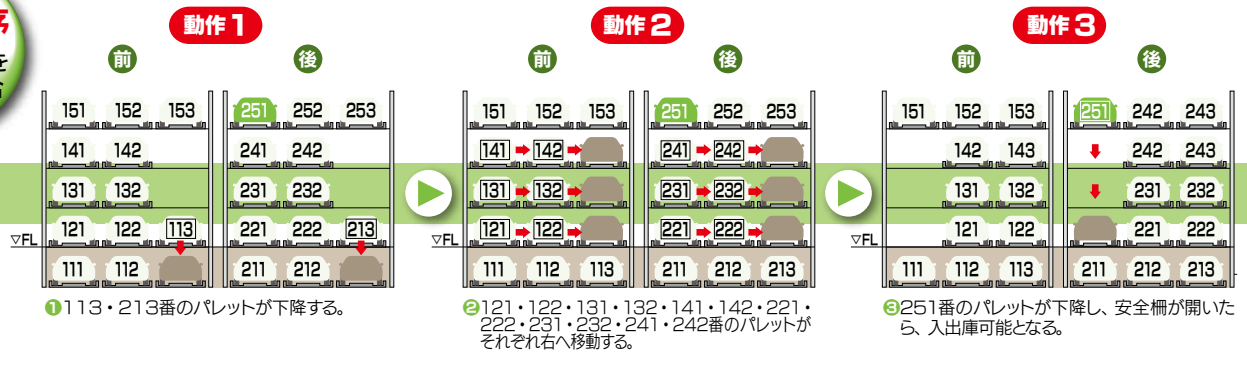 序
を
合
動作1
前 後
151 152 153 251 252 253
141 142 241 242
131 132 231 232
121 122 113 221 222 213
▽FL
111 112 211 212
❶113・213番のパレットが下降する。
動作2
前 後
151 152 153 251 252 253
141 142 241 242
131 132 231 232
121 122 221 222
▽FL
111 112 113 211 212 213
❷121・122・131・132・141・142・221・
222・231・232・241・242番のパレットが
それぞれ右へ移動する。
動作3
前 後
151 152 153 251 242 243
142 143 242 243
131 132 231 232
121 122 221 222
▽FL
111 112 113 211 212 213
❸251番のパレットが下降し、安全柵が開いた
ら、入出庫可能となる。